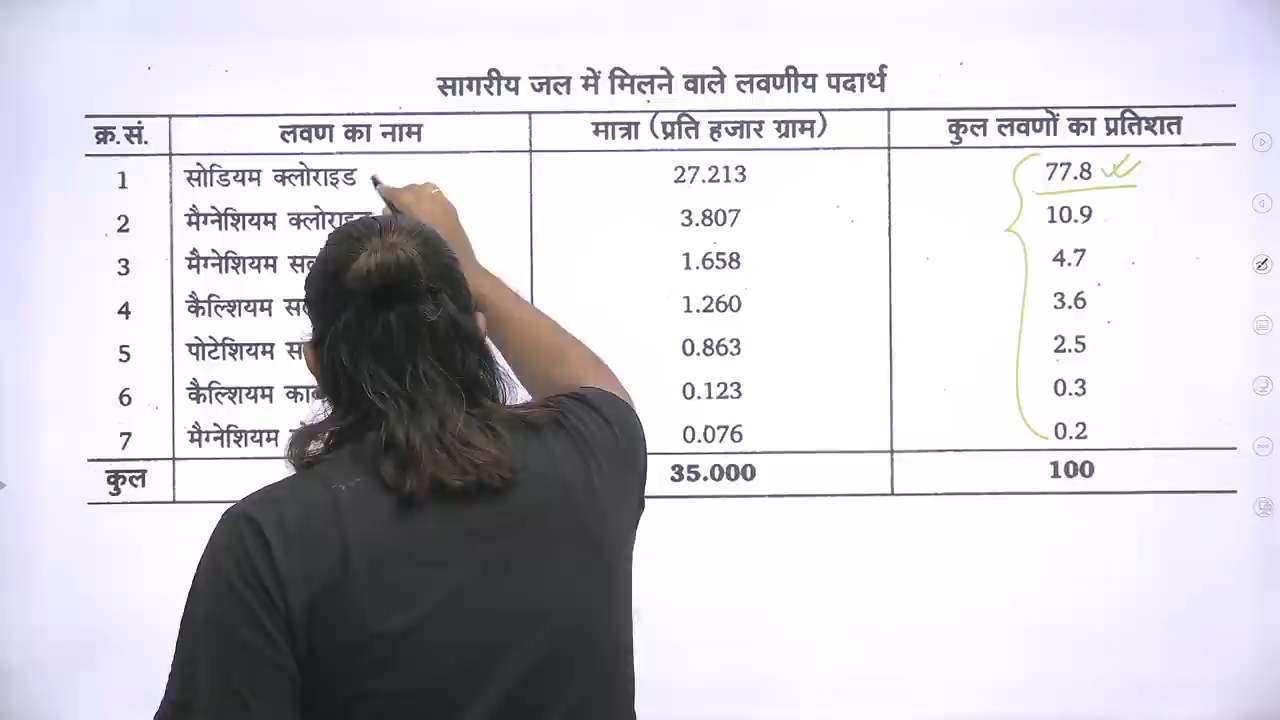 सागरीय जल में मिलने वाले लवणीय पदार्थ
क्र.सं. लवण का नाम मात्रा (प्रति हजार ग्राम) कुल लवणों का प्रतिशत
1 सोडियम क्लोराइड 27.213 77.8
2 मैग्नेशियम क्लोराइड 3.807 10.9
3 मैग्नेशियम 1.658 4.7
4 कैल्शियम 1.260 3.6
5 पोटेशियम 0.863 2.5
6 कैल्शियम 0.123 0.3
7 मैग्नेशियम 0.076 0.2
कुल 35.000 100